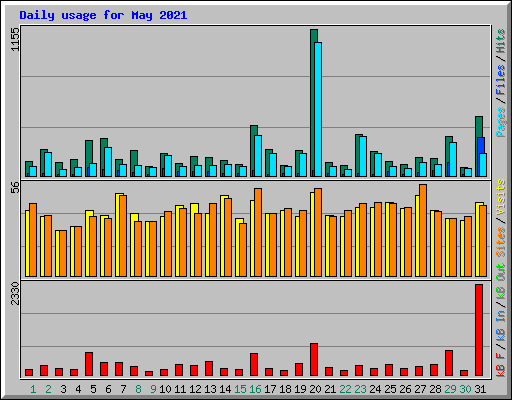 Daily usage for May 2021
1155
Pages / Files / Hits
56
Sites / Visits
2330
kB F / kB In / kB Out
1 2 3 4 5 6 7 8 9 10 11 12 13 14 15 16 17 18 19 20 21 22 23 24 25 26 27 28 29 30 31